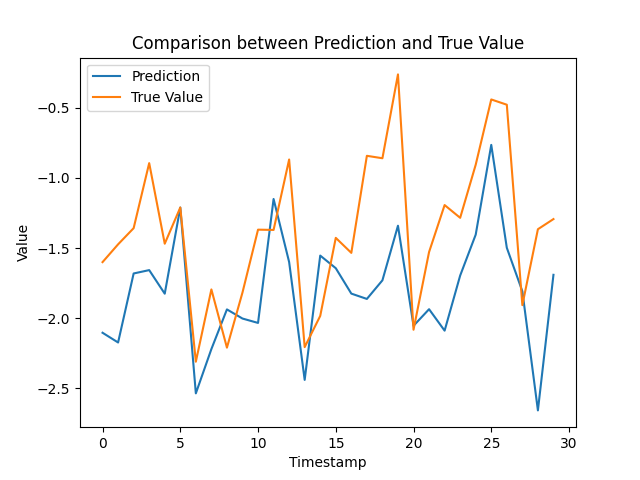 Comparison between Prediction and True Value
Prediction
True Value
−0.5
−1.0
−1.5
−2.0
−2.5
Value
0 5 10 15 20 25 30
Timestamp